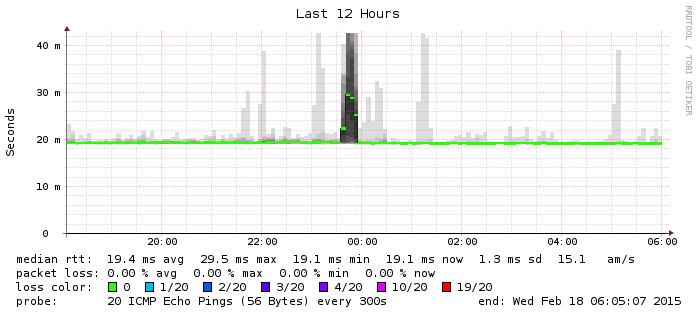 Last 12 Hours
RRDTOOL / TOBI OETIKER
Seconds
40 m
30 m
20 m
10 m
0
20:00 22:00 00:00 02:00 04:00 06:00
median rtt: 19.4 ms avg 29.5 ms max 19.1 ms min 19.1 ms now 1.3 ms sd 15.1 am/s
packet loss: 0.00 % avg 0.00 % max 0.00 % min 0.00 % now
loss color: 0 1/20 2/20 3/20 4/20 10/20 19/20
probe: 20 ICMP Echo Pings (56 Bytes) every 300s end: Wed Feb 18 06:05:07 2015